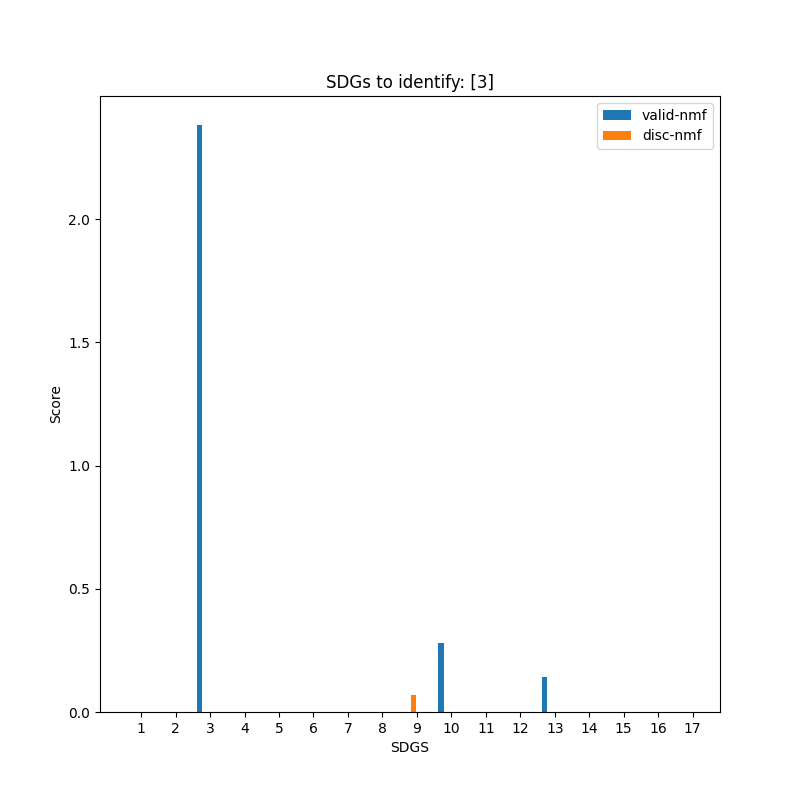 SDGs to identify: [3]
valid-nmf
disc-nmf
2.0
1.5
1.0
0.5
0.0
Score
1 2 3 4 5 6 7 8 9 10 11 12 13 14 15 16 17
SDGS